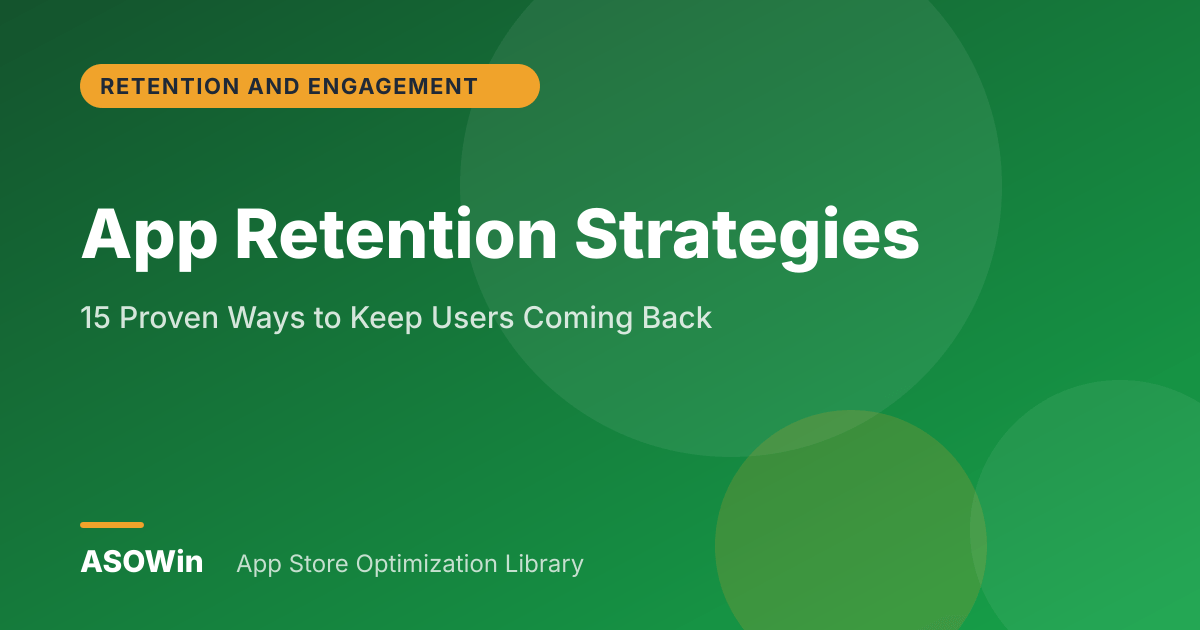 RETENTION AND ENGAGEMENT
App Retention Strategies
15 Proven Ways to Keep Users Coming Back
ASOWin App Store Optimization Library